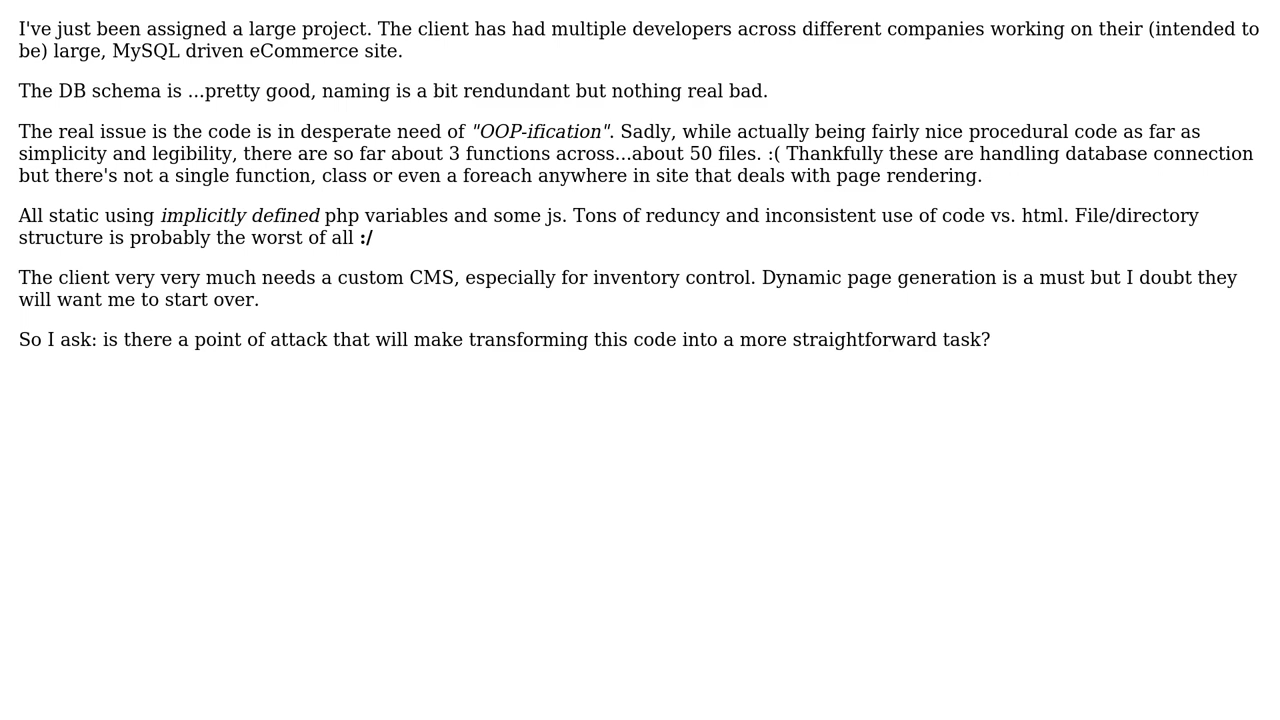 I've just been assigned a large project. The client has had multiple developers across different companies working on their (intended to
be) large, MySQL driven eCommerce site.
The DB schema is ...pretty good, naming is a bit rendundant but nothing real bad.
The real issue is the code is in desperate need of "OOP-ification". Sadly, while actually being fairly nice procedural code as far as
simplicity and legibility, there are so far about 3 functions across...about 50 files. :( Thankfully these are handling database connection
but there's not a single function, class or even a foreach anywhere in site that deals with page rendering.
All static using implicitly defined php variables and some js. Tons of reduncy and inconsistent use of code vs. html. File/directory
structure is probably the worst of all :/
The client very very much needs a custom CMS, especially for inventory control. Dynamic page generation is a must but I doubt they
will want me to start over.
So I ask: is there a point of attack that will make transforming this code into a more straightforward task?